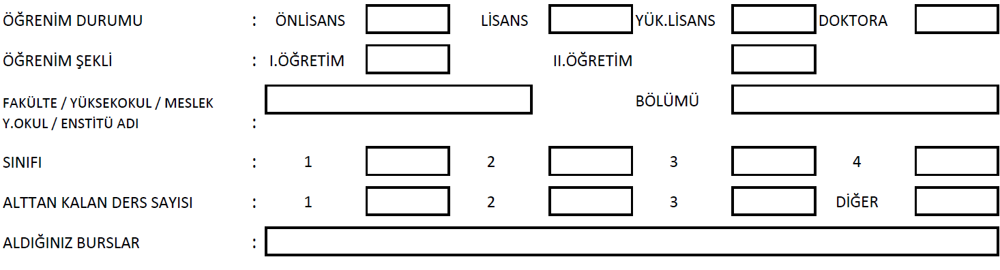 ÖĞRENİM DURUMU : ÖNLİSANS LİSANS YÜK.LİSANS DOKTORA
ÖĞRENİM ŞEKLİ : I.ÖĞRETİM II.ÖĞRETİM
FAKÜLTE / YÜKSEKOKUL / MESLEK BÖLÜMÜ
Y.OKUL / ENSTİTÜ ADI :
SINIFI : 1 2 3 4
ALTTAN KALAN DERS SAYISI : 1 2 3 DİĞER
ALDIĞINIZ BURSLAR :